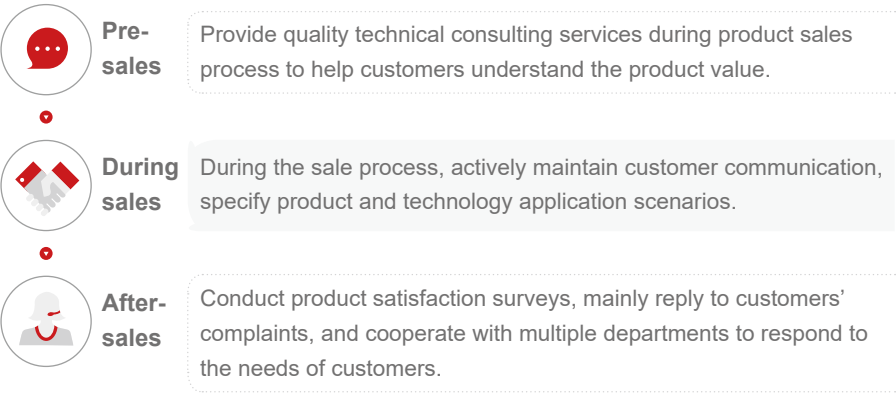 Pre-
sales
Provide quality technical consulting services during product sales
process to help customers understand the product value.
During
sales
During the sale process, actively maintain customer communication,
specify product and technology application scenarios.
After-
sales
Conduct product satisfaction surveys, mainly reply to customers’
complaints, and cooperate with multiple departments to respond to
the needs of customers.